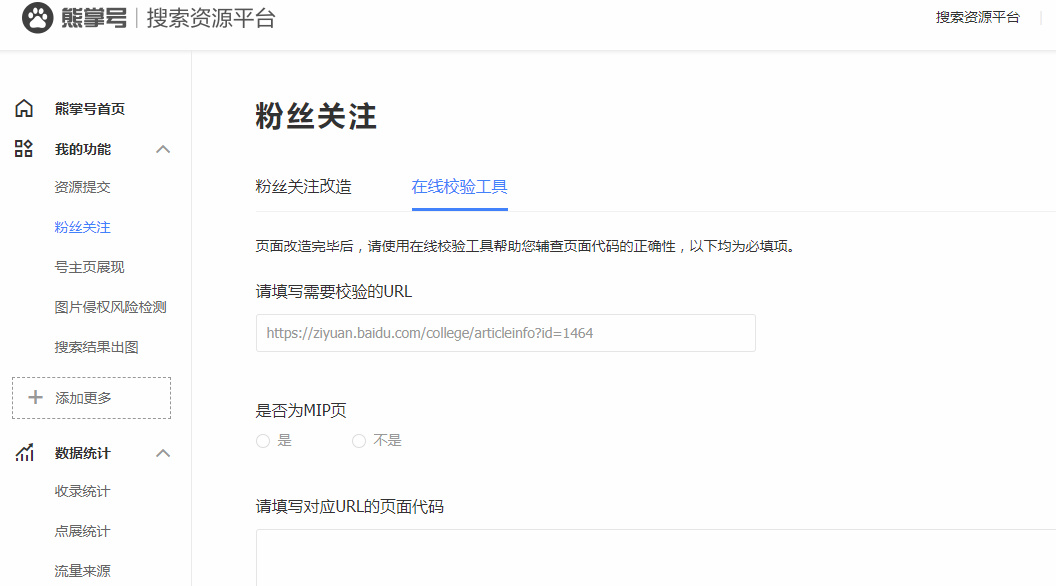 熊掌号 | 搜索资源平台
搜索资源平台
熊掌号首页
我的功能
资源提交
粉丝关注
号主页展现
图片侵权风险检测
搜索结果出图
添加更多
数据统计
收录统计
点展统计
流量来源
粉丝关注
粉丝关注改造
在线校验工具
页面改造完毕后，请使用在线校验工具帮助您辅查页面代码的正确性，以下均为必填项。
请填写需要校验的URL
https://ziyuan.baidu.com/college/articleinfo?id=1464
是否为MIP页
是 不是
请填写对应URL的页面代码